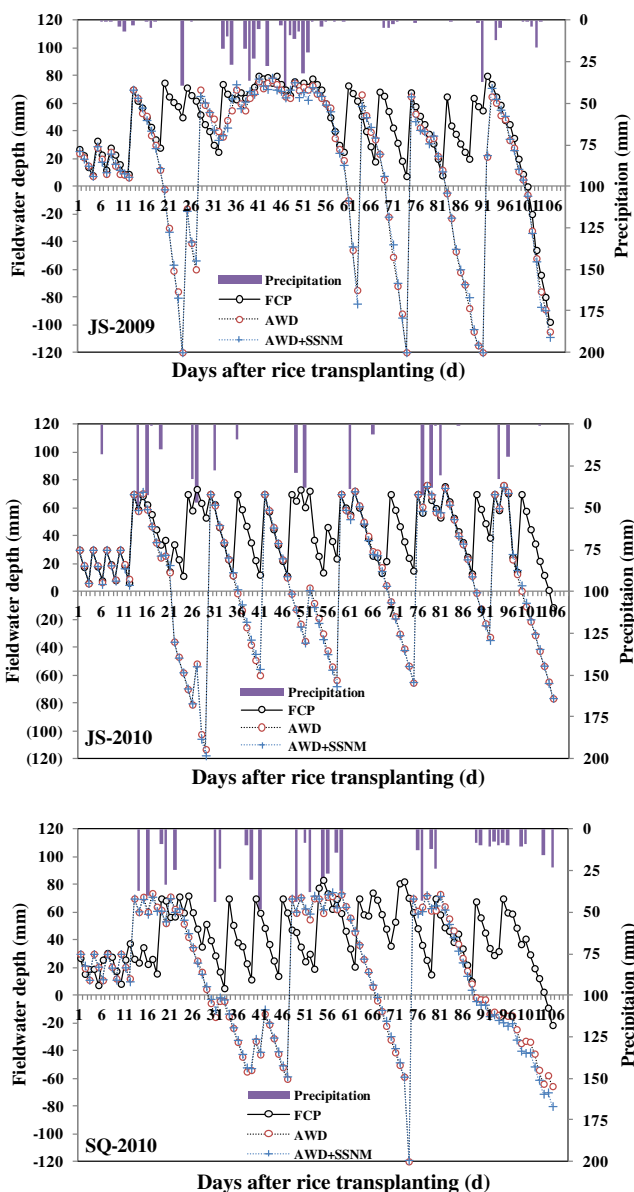 120 0
100 25
80
60 50
40 75
20
0 100
1 6 11 16 21 26 31 36 41 46 51 56 61 66 71 76 81 86 91 96 101 106
-20
-40 125
-60 150
-80
-100 175
-120 200
Fieldwater depth (mm)
Precipitaion (mm)
Precipitation
FCP
AWD
AWD+SSNM
JS-2009
Days after rice transplanting (d)
120 0
100 25
80
60 50
40 75
20
0 100
1 6 11 16 21 26 31 36 41 46 51 56 61 66 71 76 81 86 91 96 101 106
(20)
(40) 125
(60) 150
(80)
(100) 175
(120) 200
Fieldwater depth (mm)
Precipitation (mm)
Precipitation
FCP
AWD
AWD+SSNM
JS-2010
Days after rice transplanting (d)
120 0
100 25
80
60 50
40 75
20
0 100
1 6 11 16 21 26 31 36 41 46 51 56 61 66 71 76 81 86 91 96 101 106
-20
-40 125
-60 150
-80
-100 175
-120 200
Fieldwater depth (mm)
Precipitation (mm)
Precipitation
FCP
AWD
AWD+SSNM
SQ-2010
Days after rice transplanting (d)